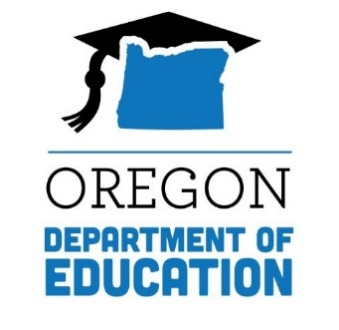 OREGON
DEPARTMENT OF
EDUCATION